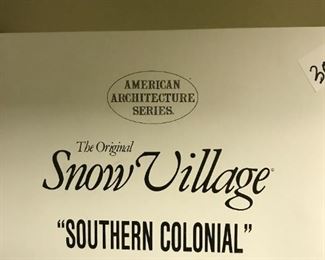 AMERICAN
ARCHITECTURE
SERIES.
The Original
Snow Village®
"SOUTHERN COLONIAL"